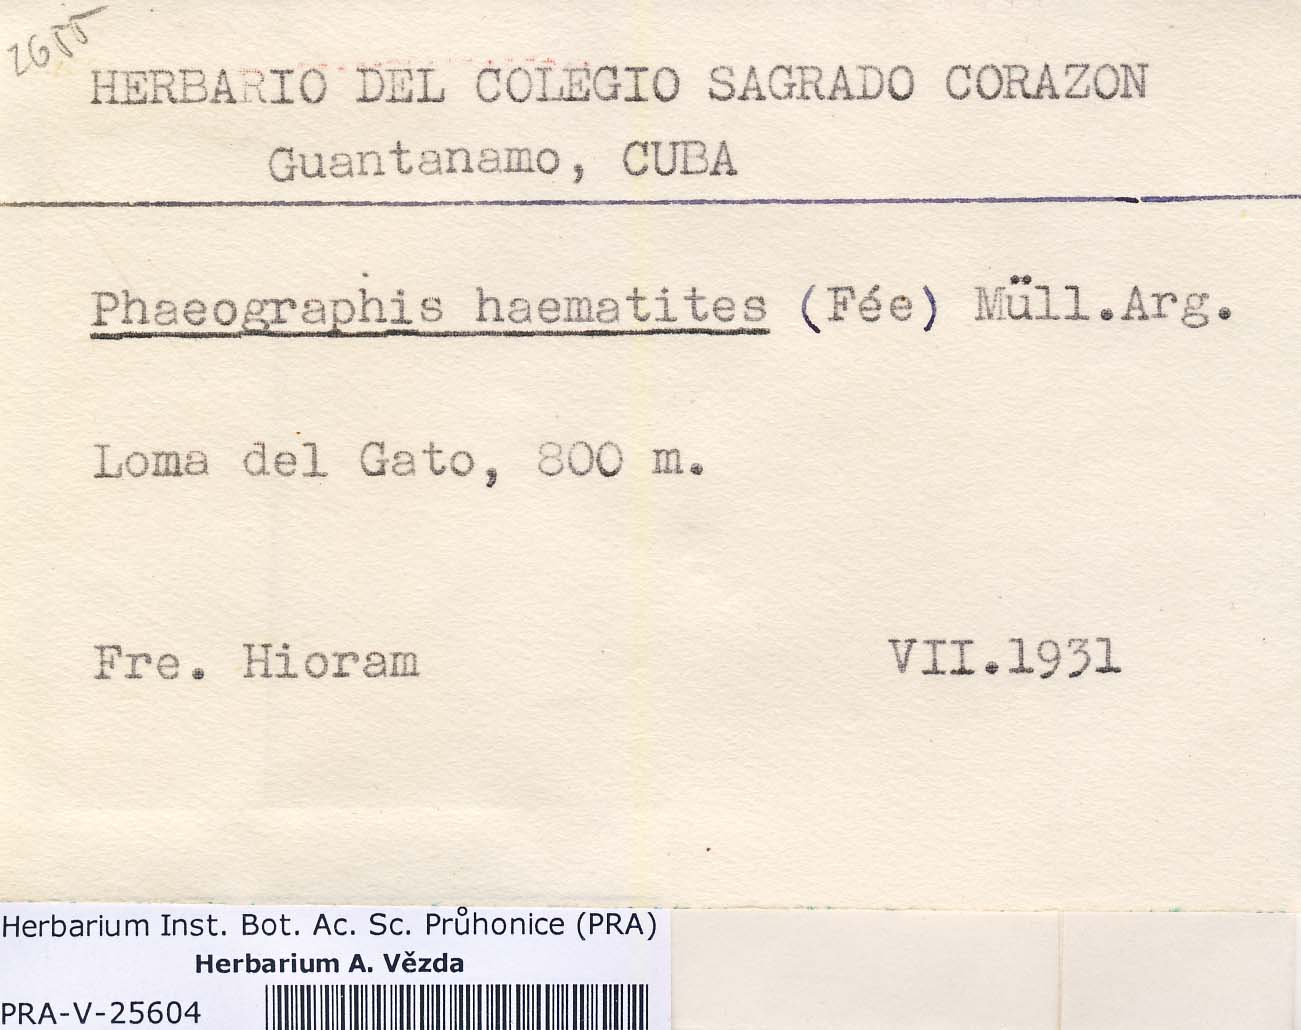 2655
HERBARIO DEL COLEGIO SAGRADO CORAZON
Guantanamo, CUBA
Phaeographis haematites (Fée) Müll.Arg.
Loma del Gato, 800 m.
Fre. Hioram VII.1931
Herbarium Inst. Bot. Ac. Sc. Průhonice (PRA)
Herbarium A. Vězda
PRA-V-25604